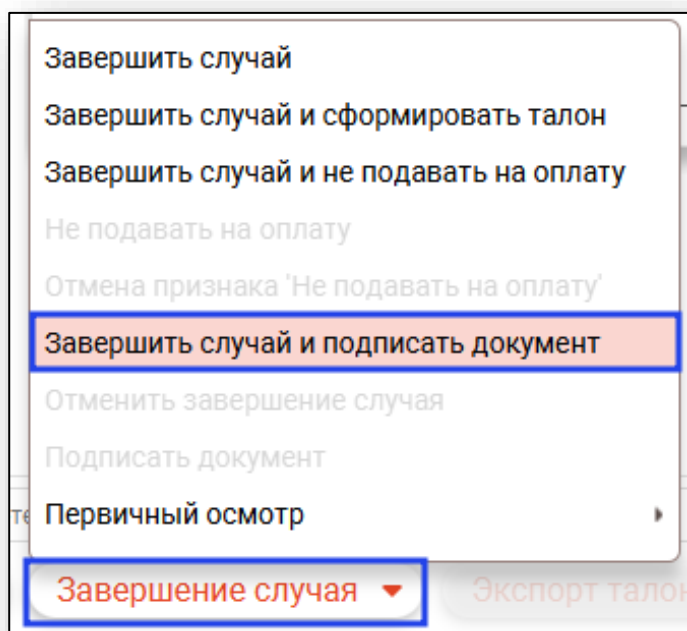 Завершить случай
Завершить случай и сформировать талон
Завершить случай и не подавать на оплату
Не подавать на оплату
Отмена признака 'Не подавать на оплату'
Завершить случай и подписать документ
Отменить завершение случая
Подписать документ
Первичный осмотр
Завершение случая Экспорт